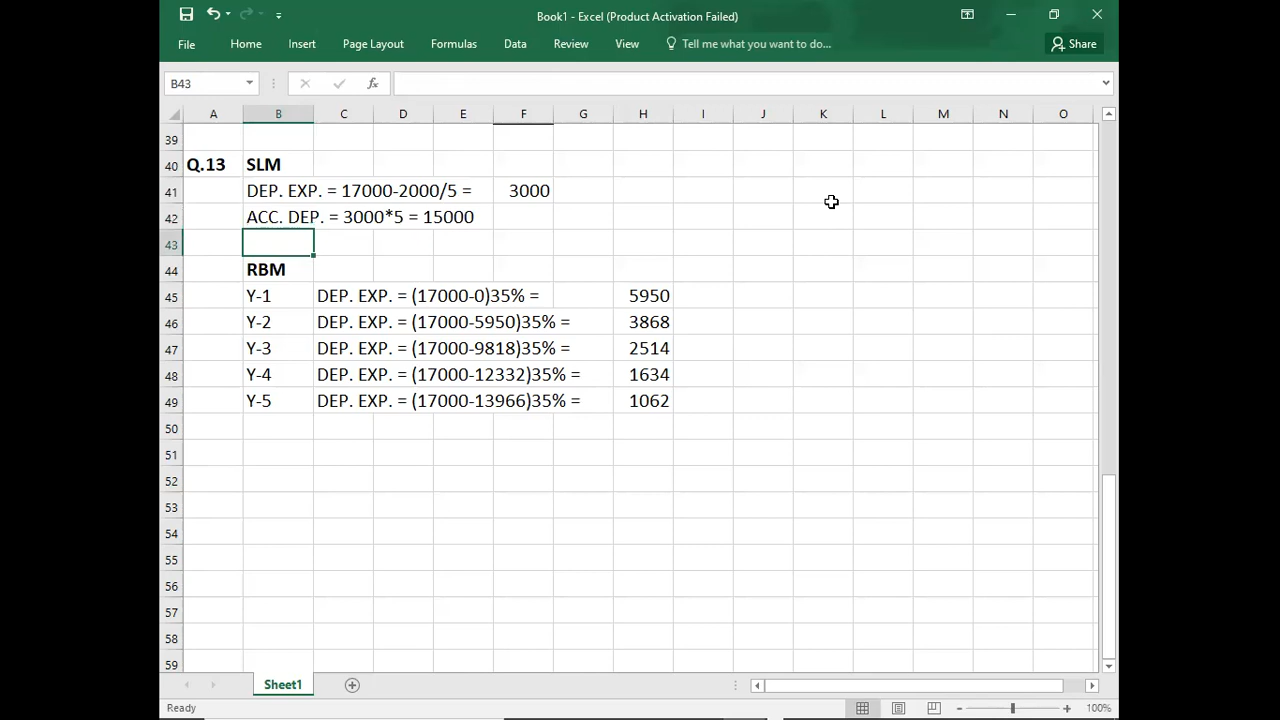 Book1 - Excel (Product Activation Failed)
File Home Insert Page Layout Formulas Data Review View Tell me what you want to do... Share
B43 fx
A B C D E F G H I J K L M N O
39
40 Q.13 SLM
41 DEP. EXP. = 17000-2000/5 = 3000
42 ACC. DEP. = 3000*5 = 15000
43
44 RBM
45 Y-1 DEP. EXP. = (17000-0)35% = 5950
46 Y-2 DEP. EXP. = (17000-5950)35% = 3868
47 Y-3 DEP. EXP. = (17000-9818)35% = 2514
48 Y-4 DEP. EXP. = (17000-12332)35% = 1634
49 Y-5 DEP. EXP. = (17000-13966)35% = 1062
50
51
52
53
54
55
56
57
58
59
Sheet1
Ready 100%